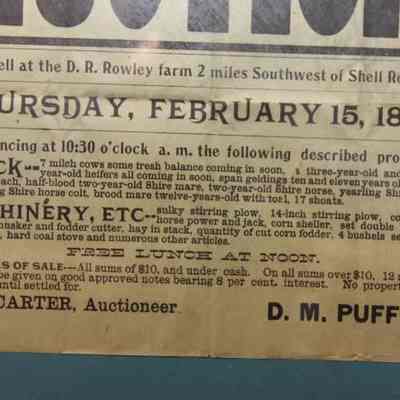 ell at the D. R. Rowley farm 2 miles Southwest of Shell Ro
URSDAY, FEBRUARY 15, 18
ncing at 10:30 o'clock a. m. the following described pro
CK--7 milch cows some fresh balance coming in soon, a three-year-old and
year-old heifers all coming in soon, span geldings ten and eleven years ol
each, half-blood two-year-old Shire mare, two-year-old Shire horse, yearling Shi
ng Shire horse colt, brood mare twelve-years-old with foal, 17 shoats.
HINERY, ETC--sulky stirring plow, 14-inch stirring plow, co
horse power and jack, corn sheller, set double
husker and fodder cutter, hay in stack, quantity of cut corn fodder, 4 bushels se
, hard coal stove and numerous other articles.
FREE LUNCH AT NOON.
S OF SALE—All sums of $10, and under cash. On all sums over $10, 12 m
be given on good approved notes bearing 8 per cent. interest. No propert
until settled for.
CARTER, Auctioneer
D. M. PUFF